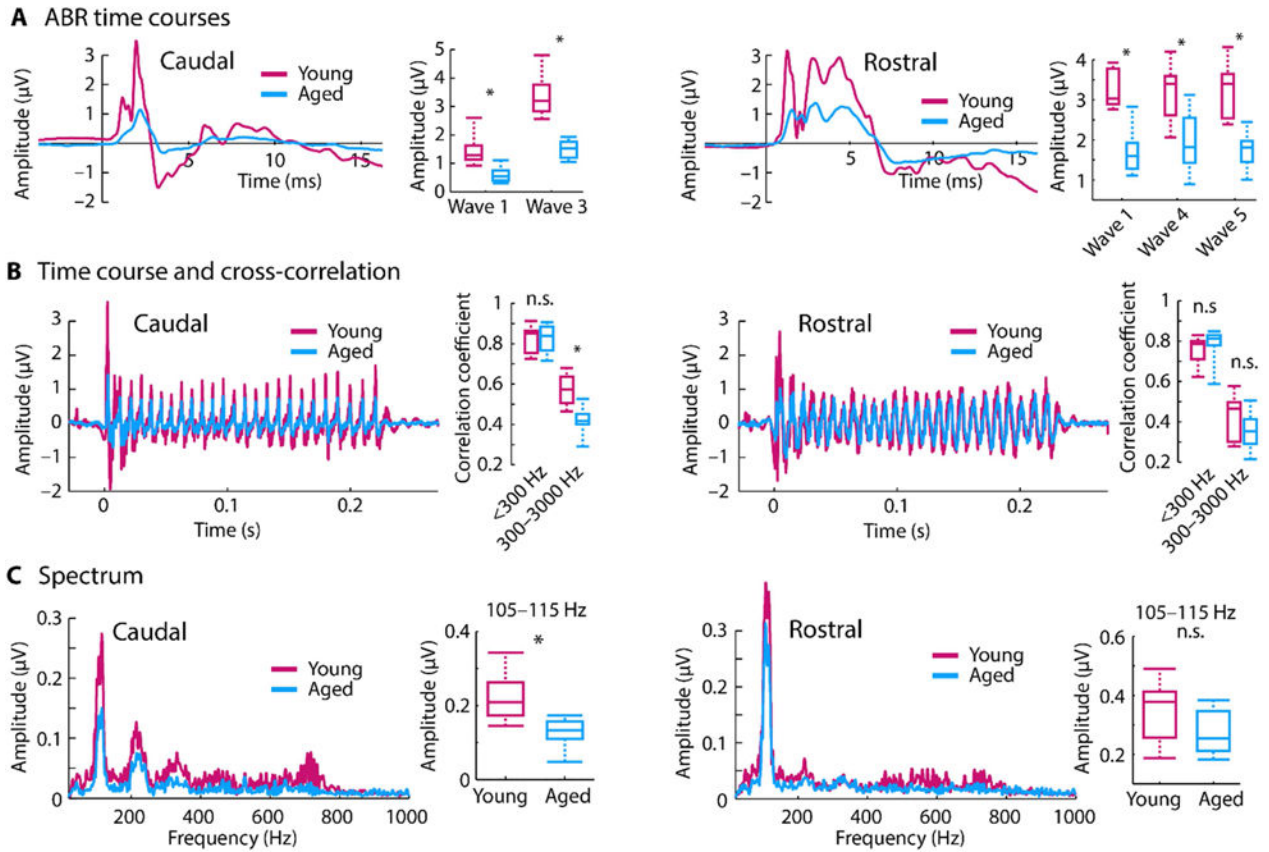 A ABR time courses
Amplitude (µV)
3
2
1
-1
-2
Caudal
Young
Aged
5
15
Time (ms)
Amplitude (µV)
5
4
3
2
1
0
*
*
Wave 1
Wave 3
Amplitude (µV)
3
2
1
-1
-2
Rostral
Young
Aged
5
10
15
Time (ms)
Amplitude (µV)
4
3
2
1
*
*
*
Wave 1
Wave 4
Wave 5
B Time course and cross-correlation
Amplitude (µV)
3
2
1
0
−1
−2
Caudal
Young
Aged
0
0.1
0.2
Time (s)
Correlation coefficient
1
0.8
0.6
0.4
0.2
n.s.
*
<300 Hz
300–3000 Hz
Amplitude (µV)
3
2
1
0
−1
−2
Rostral
Young
Aged
0
0.1
0.2
Time (s)
Correlation coefficient
1
0.8
0.6
0.4
0.2
n.s
n.s.
<300 Hz
300–3000 Hz
C Spectrum
Amplitude (µV)
0.3
0.2
0.1
0
Caudal
Young
Aged
200
400
600
800
1000
Frequency (Hz)
105–115 Hz
Amplitude (µV)
0.4
0.2
0
*
Young
Aged
Amplitude (µV)
0.3
0.2
0.1
0
Rostral
Young
Aged
200
400
600
800
1000
Frequency (Hz)
105–115 Hz
n.s.
Amplitude (µV)
0.6
0.4
0.2
Young
Aged